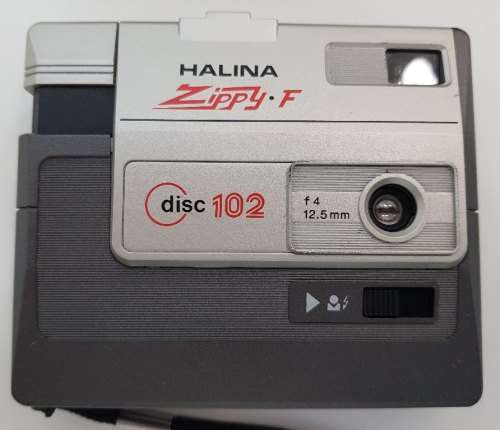 HALINA
Zippy·F
disc 102
f 4
12.5 mm